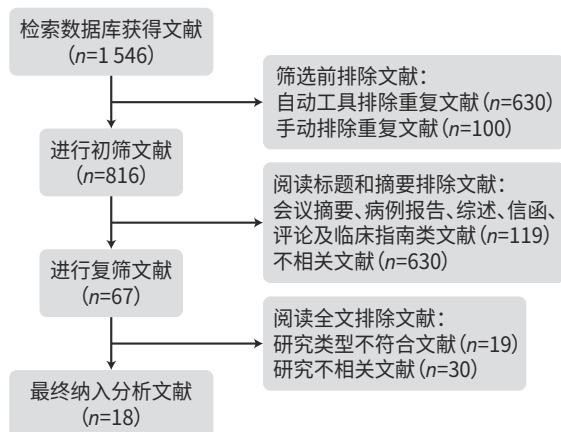 检索数据库获得文献
(n=1 546)
筛选前排除文献：
自动工具排除重复文献(n=630)
手动排除重复文献(n=100)
进行初筛文献
(n=816)
阅读标题和摘要排除文献：
会议摘要、病例报告、综述、信函、
评论及临床指南类文献(n=119)
不相关文献(n=630)
进行复筛文献
(n=67)
阅读全文排除文献：
研究类型不符合文献(n=19)
研究不相关文献(n=30)
最终纳入分析文献
(n=18)